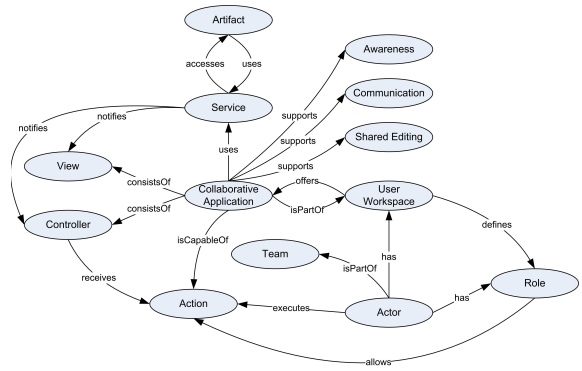 Artifact
accesses
uses
Awareness
Communication
Service
supports
notifies
notifies
supports
Shared Editing
uses
View
supports
consistsOf
offers
Collaborative
Application
User
Workspace
consistsOf
isPartOf
Controller
defines
isCapableOf
Team
has
isPartOf
receives
Role
Action
executes
Actor
has
allows